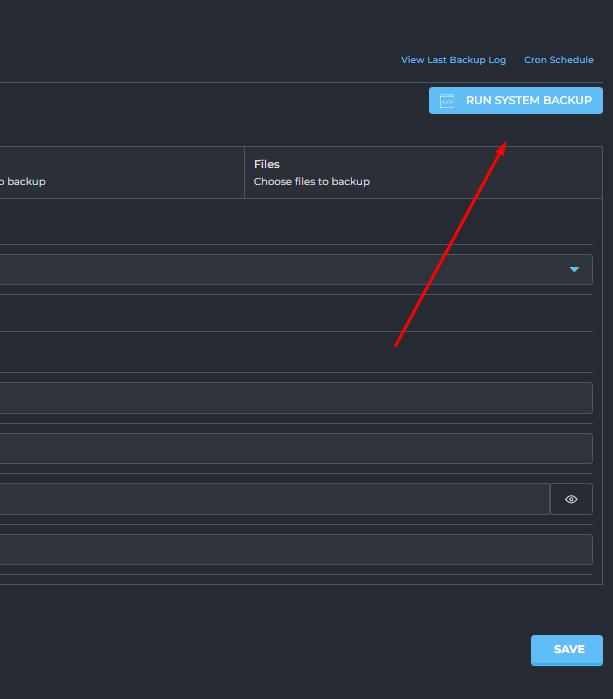 View Last Backup Log Cron Schedule
RUN SYSTEM BACKUP
Files
o backup Choose files to backup
SAVE